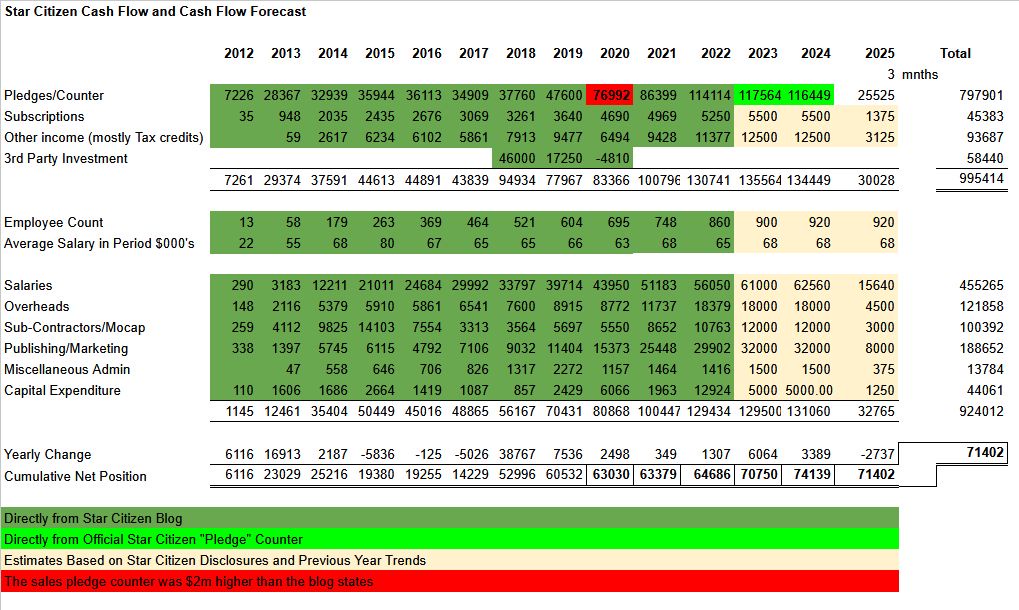 Star Citizen Cash Flow and Cash Flow Forecast
2012 2013 2014 2015 2016 2017 2018 2019 2020 2021 2022 2023 2024 2025 Total
3 mnths
Pledges/Counter 7226 28367 32939 35944 36113 34909 37760 47600 76992 86399 114114 117564 116449 25525 797901
Subscriptions 35 948 2035 2435 2676 3069 3261 3640 4690 4969 5250 5500 5500 1375 45383
Other income (mostly Tax credits) 59 2617 6234 6102 5861 7913 9477 6494 9428 11377 12500 12500 3125 93687
3rd Party Investment 46000 17250 -4810 58440
7261 29374 37591 44613 44891 43839 94934 77967 83366 100796 130741 135564 134449 30028 995414
Employee Count 13 58 179 263 369 464 521 604 695 748 860 900 920 920
Average Salary in Period $000's 22 55 68 80 67 65 65 66 63 68 65 68 68 68
Salaries 290 3183 12211 21011 24684 29992 33797 39714 43950 51183 56050 61000 62560 15640 455265
Overheads 148 2116 5379 5910 5861 6541 7600 8915 8772 11737 18379 18000 18000 4500 121858
Sub-Contractors/Mocap 259 4112 9825 14103 7554 3313 3564 5697 5550 8652 10763 12000 12000 3000 100392
Publishing/Marketing 338 1397 5745 6115 4792 7106 9032 11404 15373 25448 29902 32000 32000 8000 188652
Miscellaneous Admin 47 558 646 706 826 1317 2272 1157 1464 1416 1500 1500 375 13784
Capital Expenditure 110 1606 1686 2664 1419 1087 857 2429 6066 1963 12924 5000 5000.00 1250 44061
1145 12461 35404 50449 45016 48865 56167 70431 80868 100447 129434 129500 131060 32765 924012
Yearly Change 6116 16913 2187 -5836 -125 -5026 38767 7536 2498 349 1307 6064 3389 -2737 71402
Cumulative Net Position 6116 23029 25216 19380 19255 14229 52996 60532 63030 63379 64686 70750 74139 71402
Directly from Star Citizen Blog
Directly from Official Star Citizen "Pledge" Counter
Estimates Based on Star Citizen Disclosures and Previous Year Trends
The sales pledge counter was $2m higher than the blog states